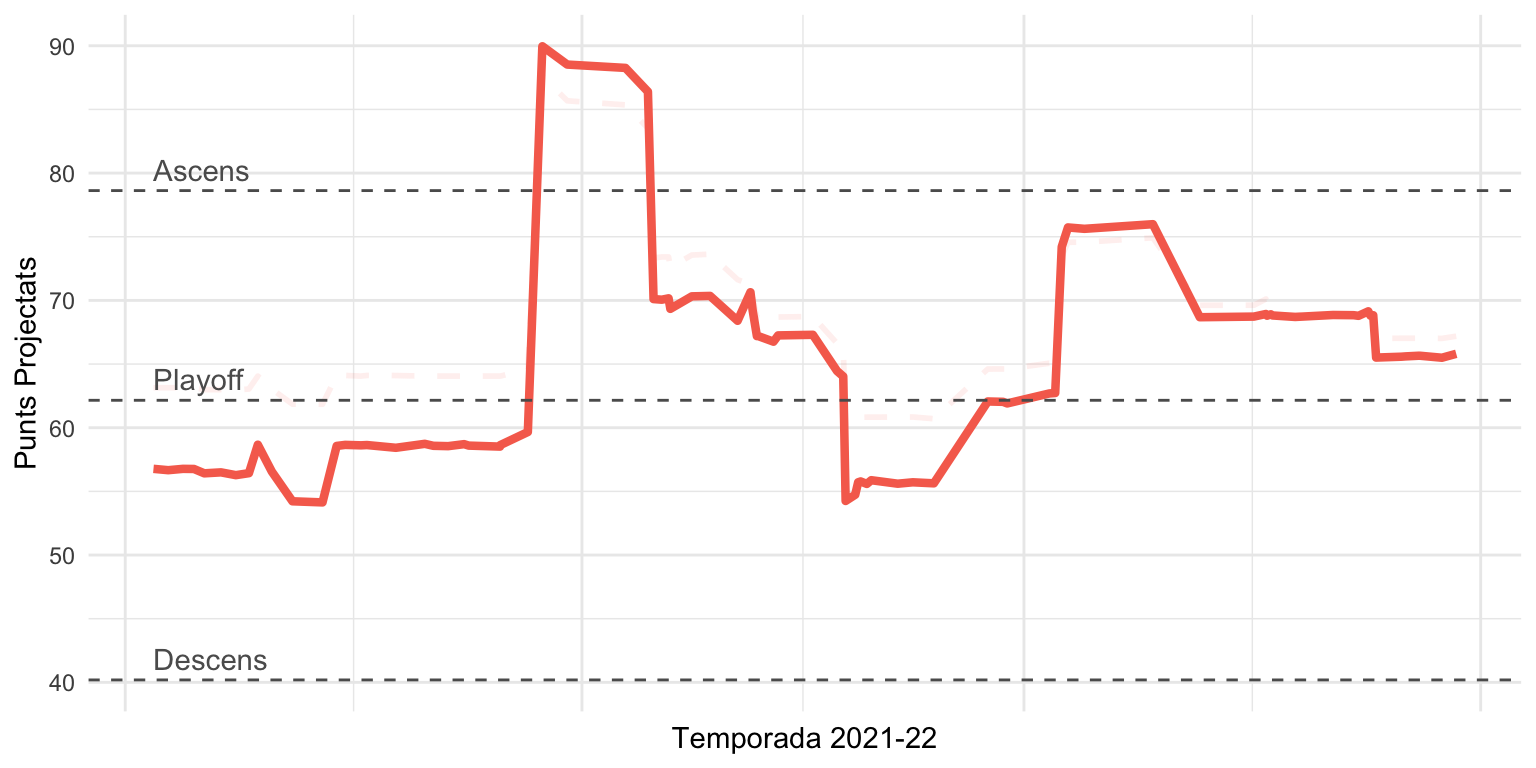 90
80
70
60
50
40
Punts Projectats
Ascens
Playoff
Descens
Temporada 2021-22